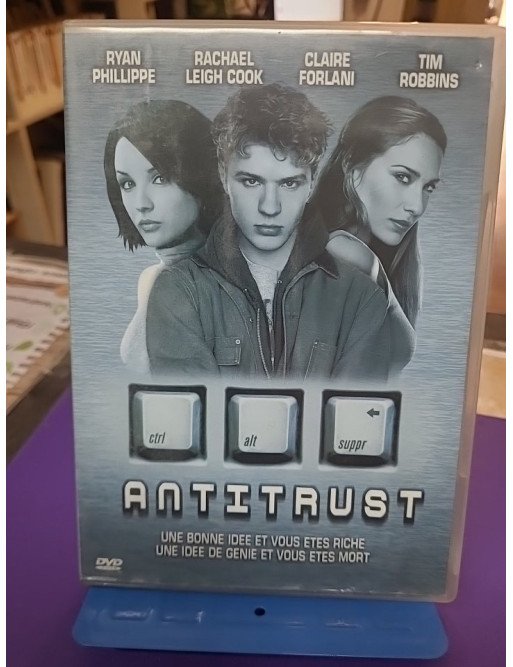 RYAN PHILLIPPE
RACHAEL LEIGH COOK
CLAIRE FORLANI
TIM ROBBINS
ctrl
alt
suppr
ANTITRUST
UNE BONNE IDEE ET VOUS ETES RICHE
UNE IDEE DE GENIE ET VOUS ETES MORT
DVD